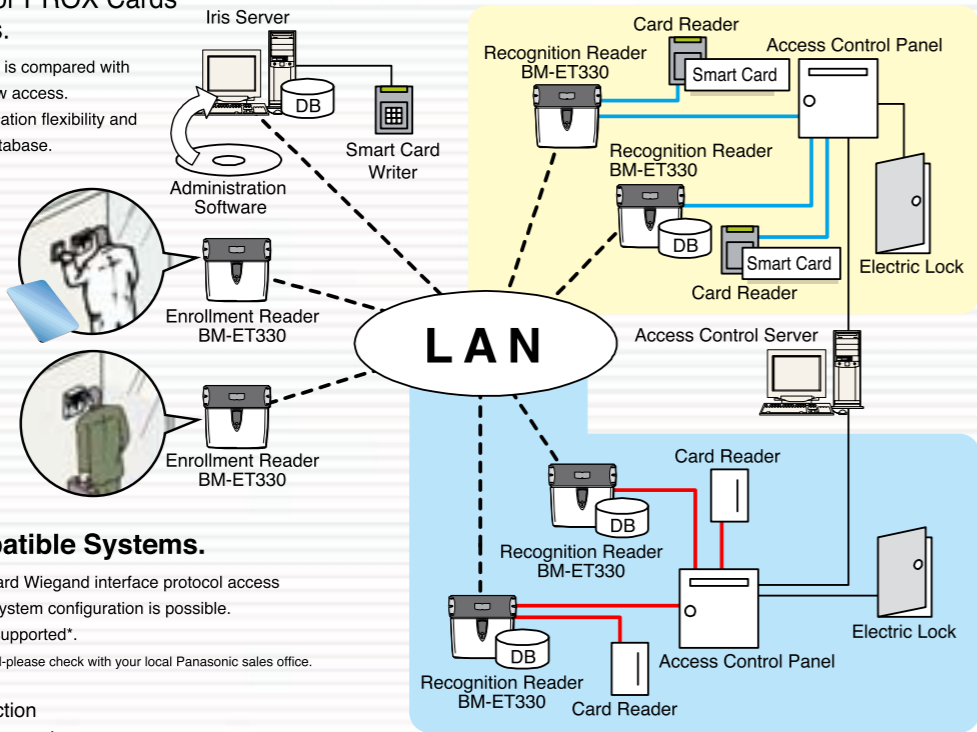 or PROX Cards
s.
is compared with
w access.
ation flexibility and
tabase.
Iris Server
DB
Smart Card
Writer
Administration
Software
Enrollment Reader
BM-ET330
Enrollment Reader
BM-ET330
LAN
Recognition Reader
BM-ET330
Card Reader
Smart Card
Access Control Panel
Recognition Reader
BM-ET330
DB
Smart Card
Card Reader
Electric Lock
Access Control Server
Card Reader
DB
Recognition Reader
BM-ET330
DB
Recognition Reader
BM-ET330
Card Reader
Access Control Panel
Electric Lock
patible Systems.
ard Wiegand interface protocol access
ystem configuration is possible.
upported*.
-please check with your local Panasonic sales office.
ction